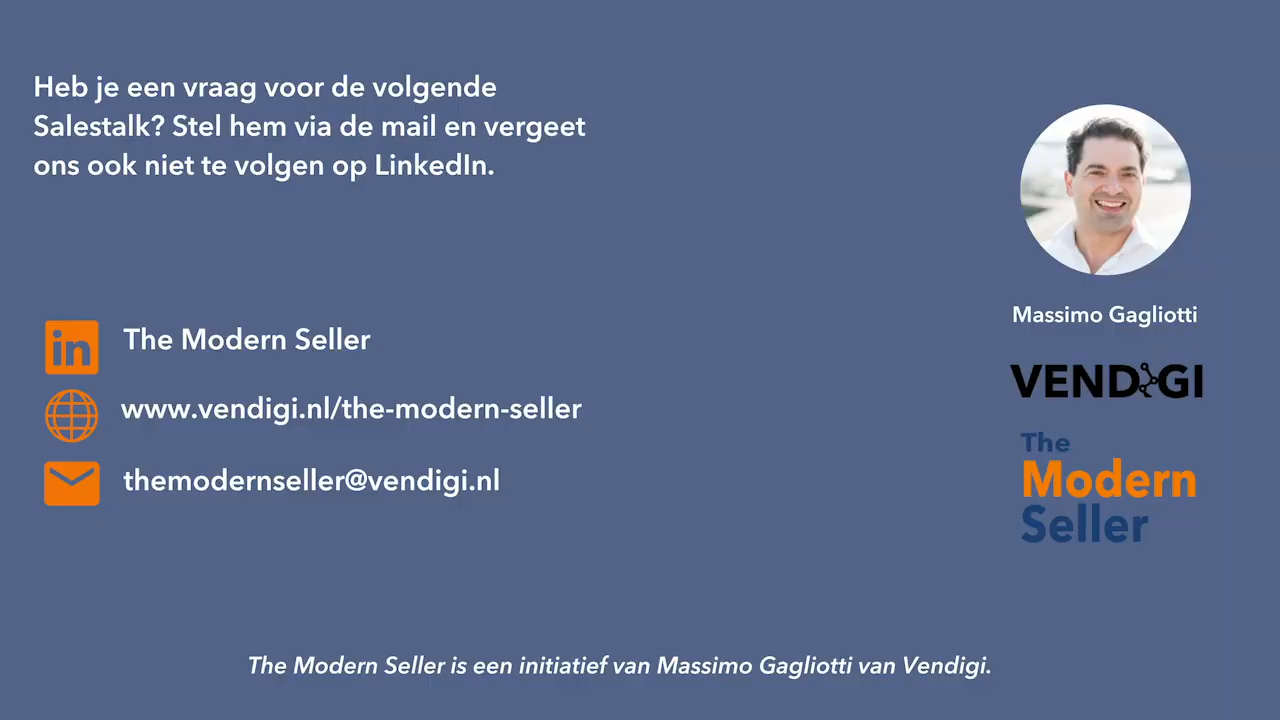 Heb je een vraag voor de volgende
Salestalk? Stel hem via de mail en vergeet
ons ook niet te volgen op LinkedIn.
in The Modern Seller
www.vendigi.nl/the-modern-seller
themodernseller@vendigi.nl
Massimo Gagliotti
VENDIGI
The
Modern
Seller
The Modern Seller is een initiatief van Massimo Gagliotti van Vendigi.